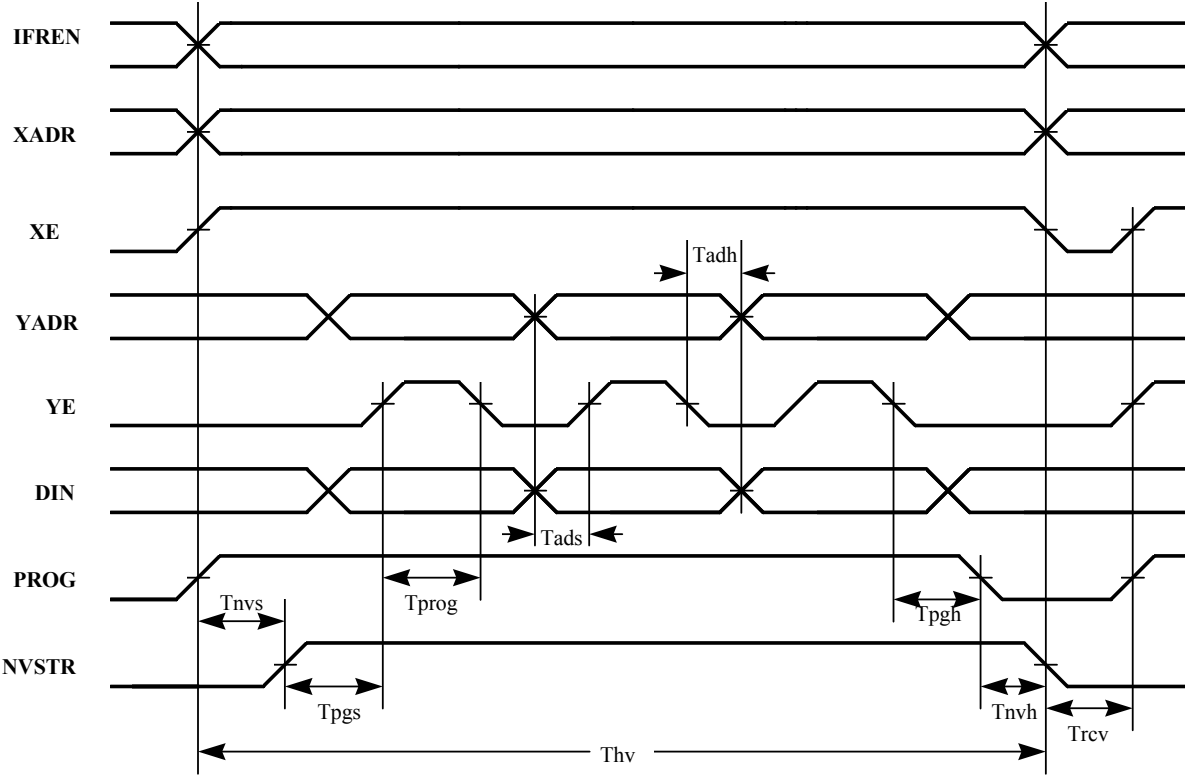 IFREN
XADR
XE
Tadh
YADR
YE
DIN
Tads
PROG
Tnvs
Tprog
Tpgh
NVSTR
Tpgs
Tnvh
Trcv
Thv